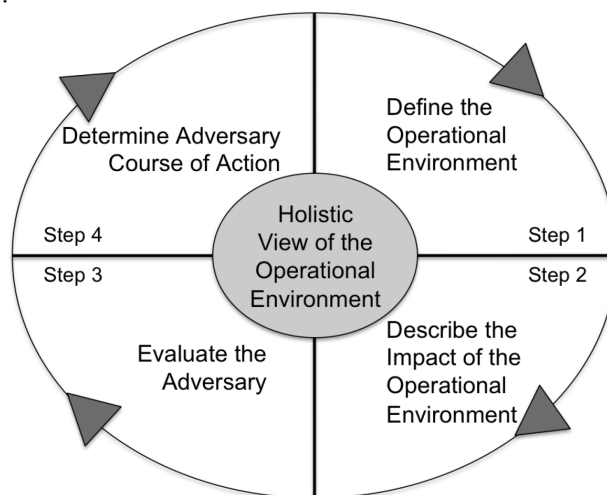 Determine Adversary
Course of Action
Define the
Operational
Environment
Holistic
View of the
Operational
Environment
Step 4
Step 1
Step 3
Step 2
Evaluate the
Adversary
Describe the
Impact of the
Operational
Environment